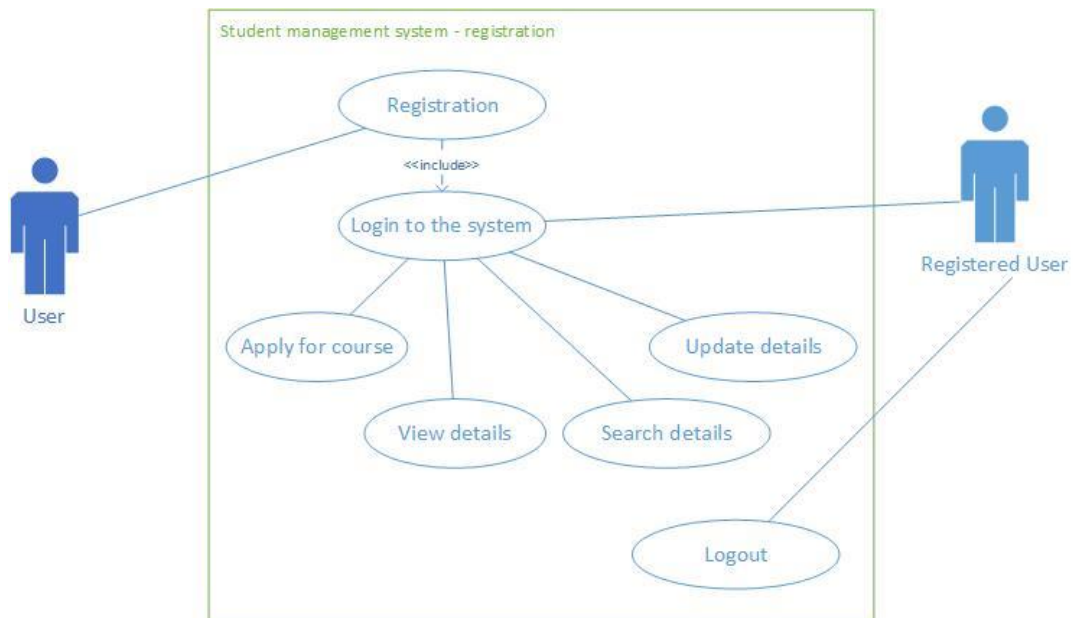 Student management system - registration
Registration
<<include>>
Login to the system
Registered User
User
Apply for course
Update details
View details
Search details
Logout